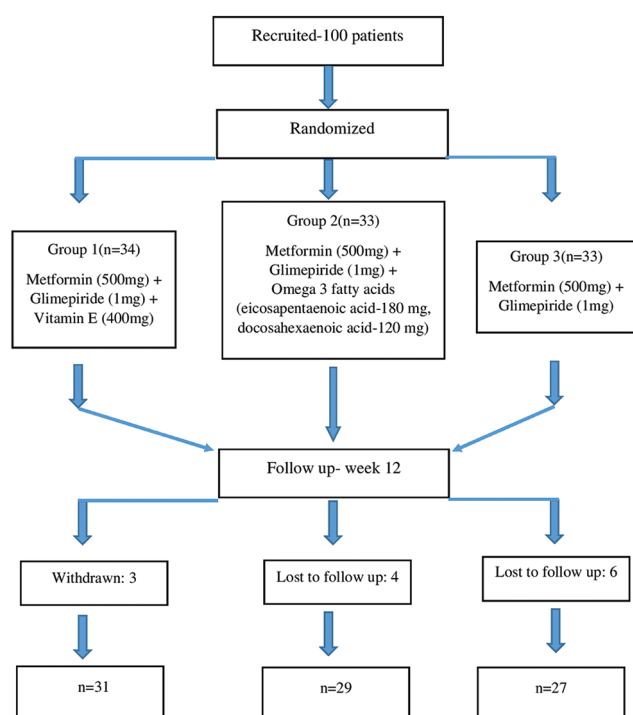 Recruited-100 patients
Randomized
Group 1(n=34)
Metformin (500mg) +
Glimepiride (1mg) +
Vitamin E (400mg)
Group 2(n=33)
Metformin (500mg) +
Glimepiride (1mg) +
Omega 3 fatty acids
(eicosapentaenoic acid-180 mg,
docosahexaenoic acid-120 mg)
Group 3(n=33)
Metformin (500mg) +
Glimepiride (1mg)
Follow up- week 12
Withdrawn: 3
Lost to follow up: 4
Lost to follow up: 6
n=31
n=29
n=27